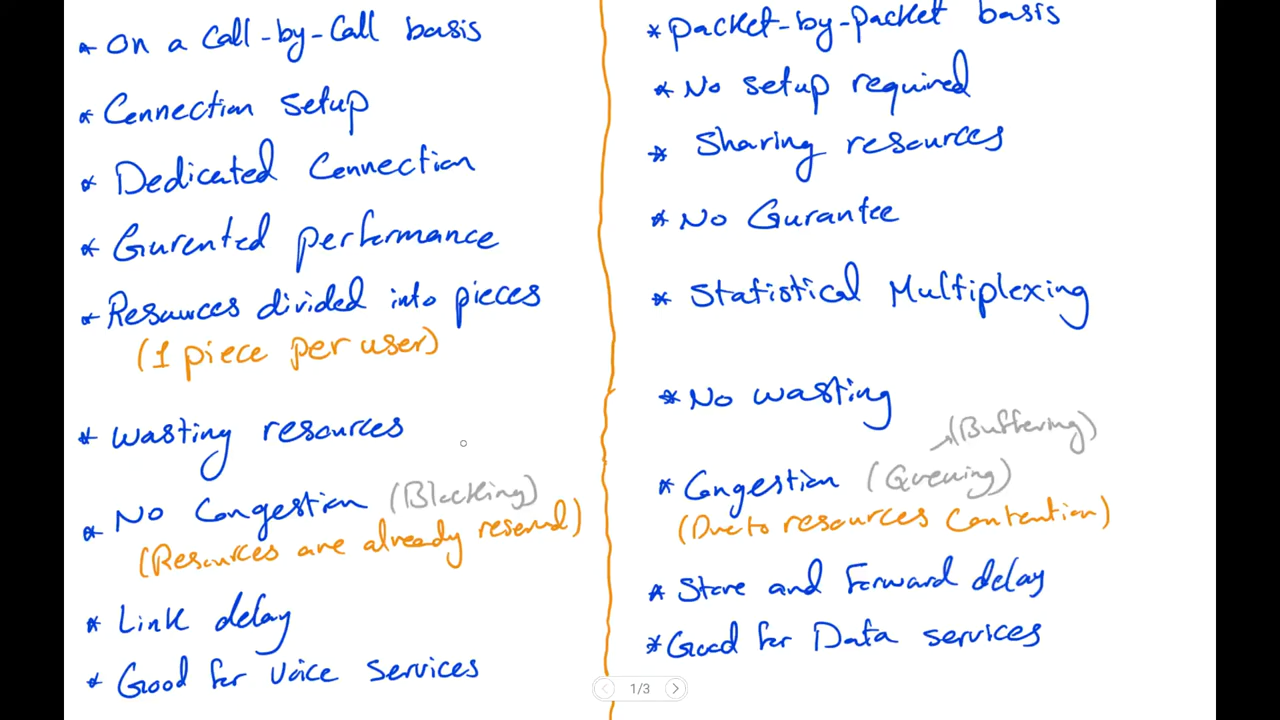 * On a Call-by-Call basis
* Connection setup
* Dedicated Connection
* Gurented performance
* Resources divided into pieces
(1 piece per user)
* Wasting resources
* No Congestion (Blocking)
(Resources are already reserved)
* Link delay
* Good for Voice services
* packet-by-packet basis
* No setup required
* Sharing resources
* No Gurantee
* Statistical Multiplexing
* No wasting
(Buffering)
* Congestion (Queuing)
(Due to resources Contention)
* Store and Forward delay
* Good for Data services
1/3